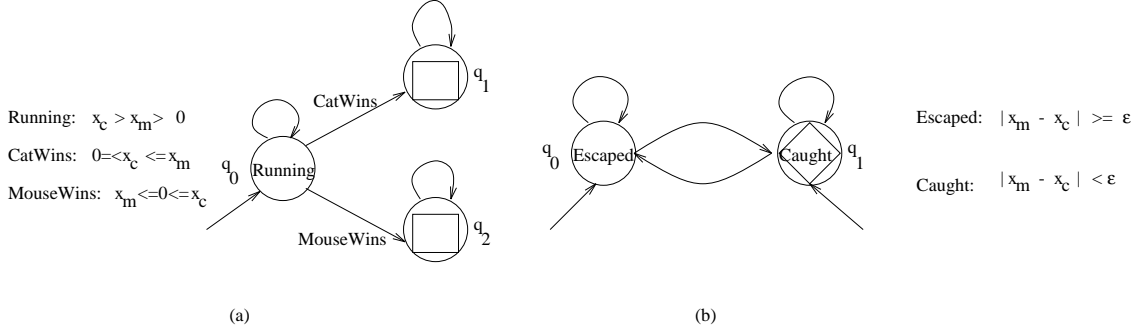 Running: x_c > x_m > 0
CatWins: 0=<x_c <=x_m
MouseWins: x_m<=0<=x_c
q_0
Running
CatWins
MouseWins
q_1
q_2
(a)
q_0
Escaped
Caught
q_1
Escaped: |x_m - x_c| >= ε
Caught: |x_m - x_c| < ε
(b)